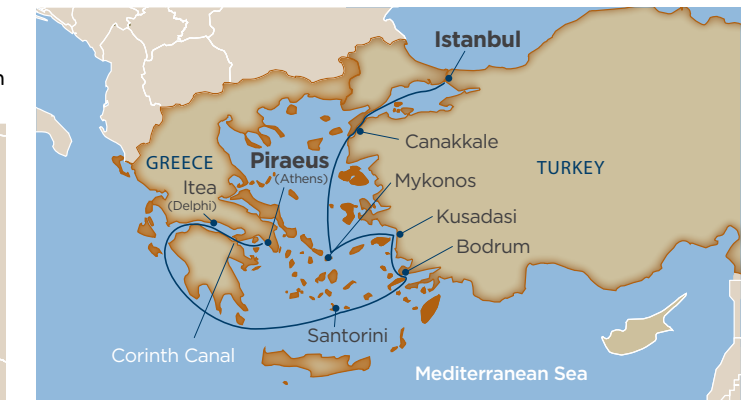 Istanbul
n
Canakkale
GREECE
Piraeus
(Athens)
TURKEY
Itea
(Delphi)
Mykonos
Kusadasi
Bodrum
Santorini
Corinth Canal
Mediterranean Sea